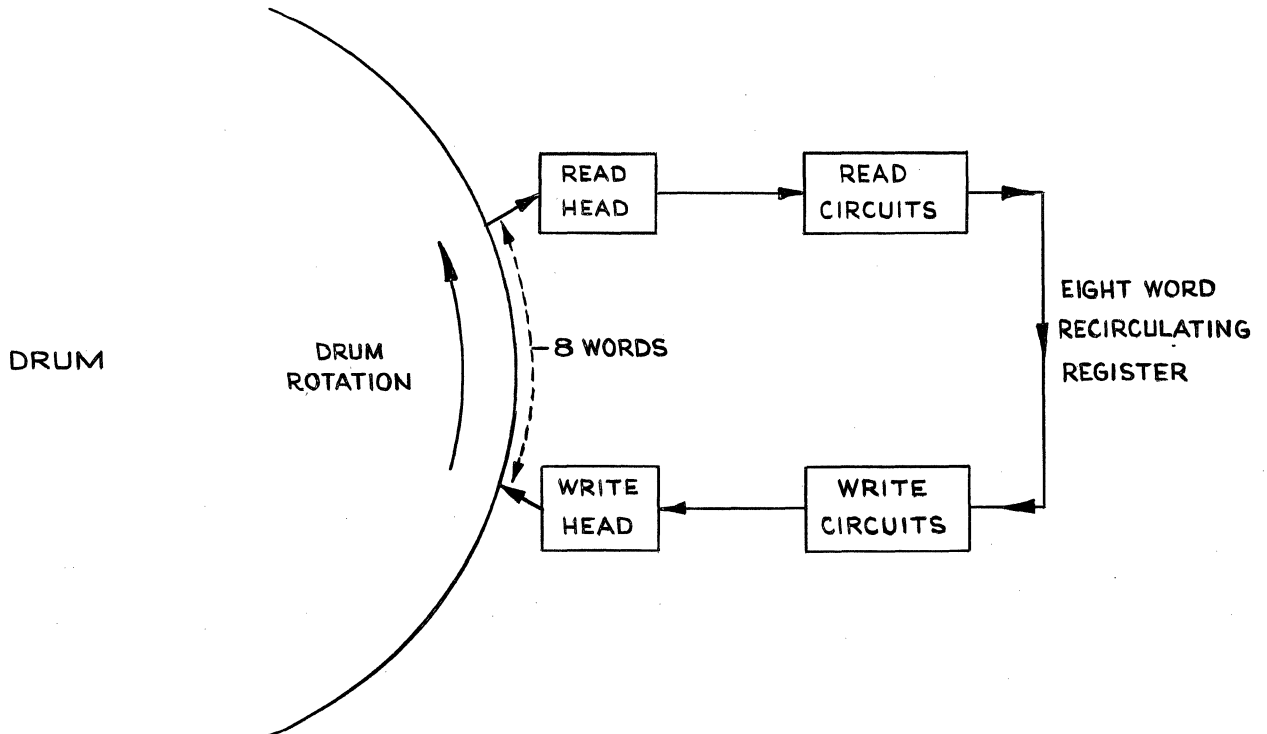 READ
HEAD
READ
CIRCUITS
EIGHT WORD
RECIRCULATING
REGISTER
DRUM
DRUM
ROTATION
8 WORDS
WRITE
HEAD
WRITE
CIRCUITS